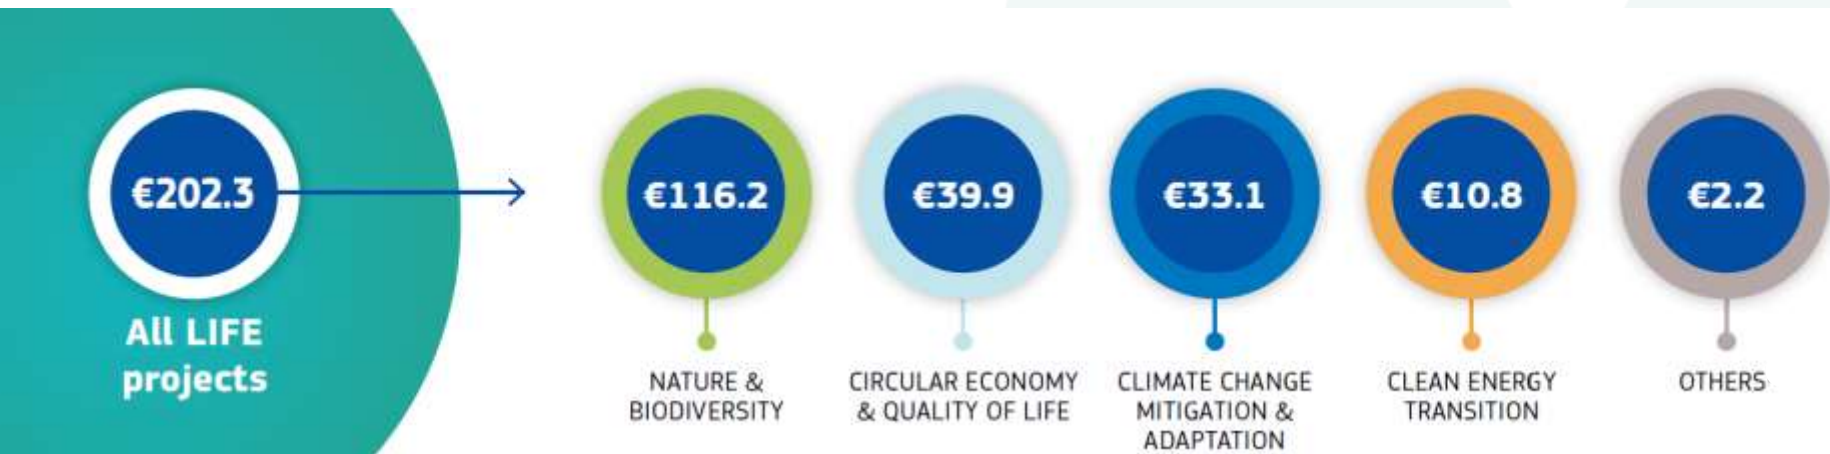 €202.3
All LIFE
projects
€116.2
NATURE &
BIODIVERSITY
€39.9
CIRCULAR ECONOMY
& QUALITY OF LIFE
€33.1
CLIMATE CHANGE
MITIGATION &
ADAPTATION
€10.8
CLEAN ENERGY
TRANSITION
€2.2
OTHERS